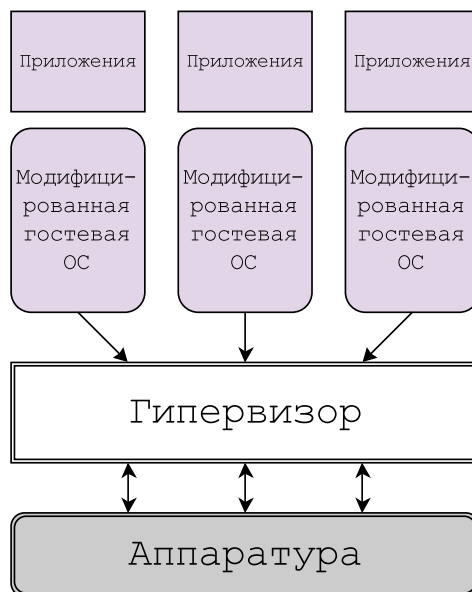 Приложения
Приложения
Приложения
Модифици-
рованная
гостевая
ОС
Модифици-
рованная
гостевая
ОС
Модифици-
рованная
гостевая
ОС
Гипервизор
Аппаратура